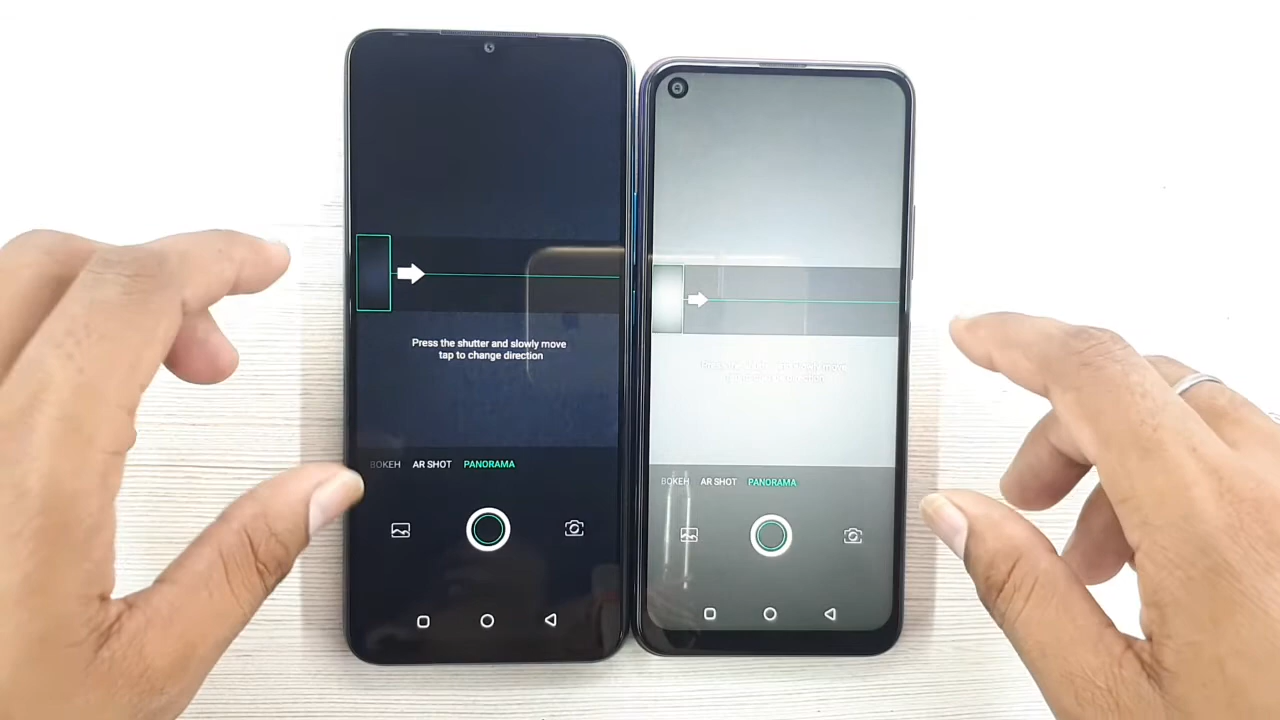 Press the shutter and slowly move
tap to change direction
BOKEH AR SHOT PANORAMA
BOKEH AR SHOT PANORAMA